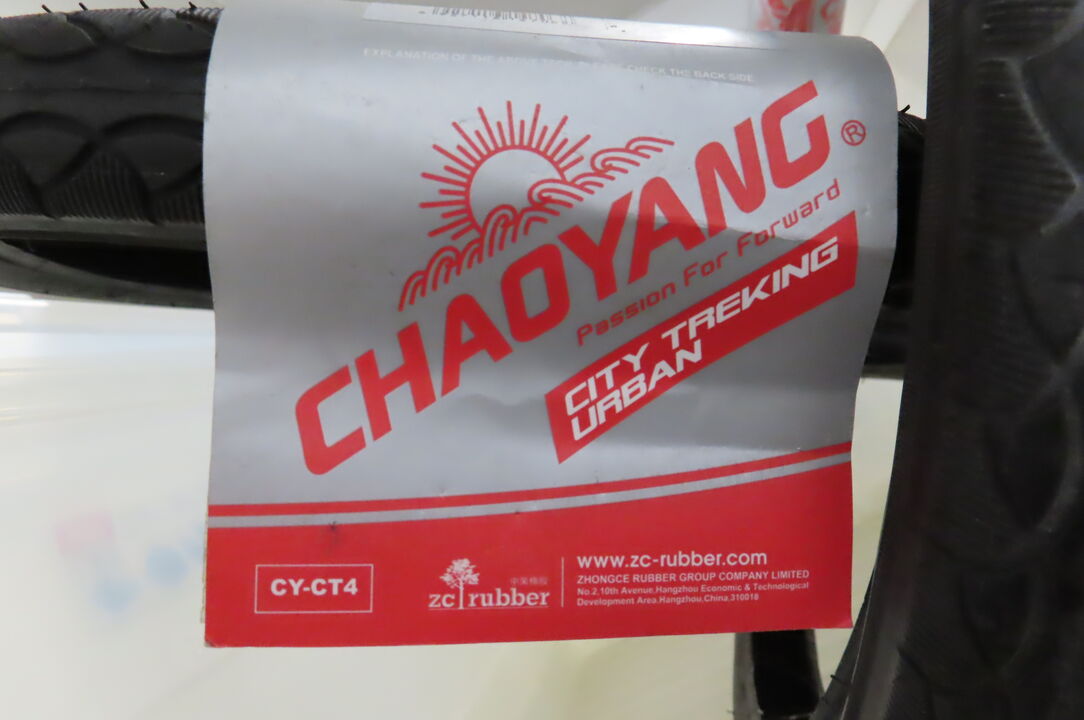 EXPLANATION OF THE ABOVE TECH, PLEASE CHECK THE BACK SIDE
CHAOYANG®
Passion For Forward
CITY TREKING
URBAN
CY-CT4
中策橡胶
zc rubber
www.zc-rubber.com
ZHONGCE RUBBER GROUP COMPANY LIMITED
No.2,10th Avenue,Hangzhou Economic & Technological
Development Area,Hangzhou,China,310018